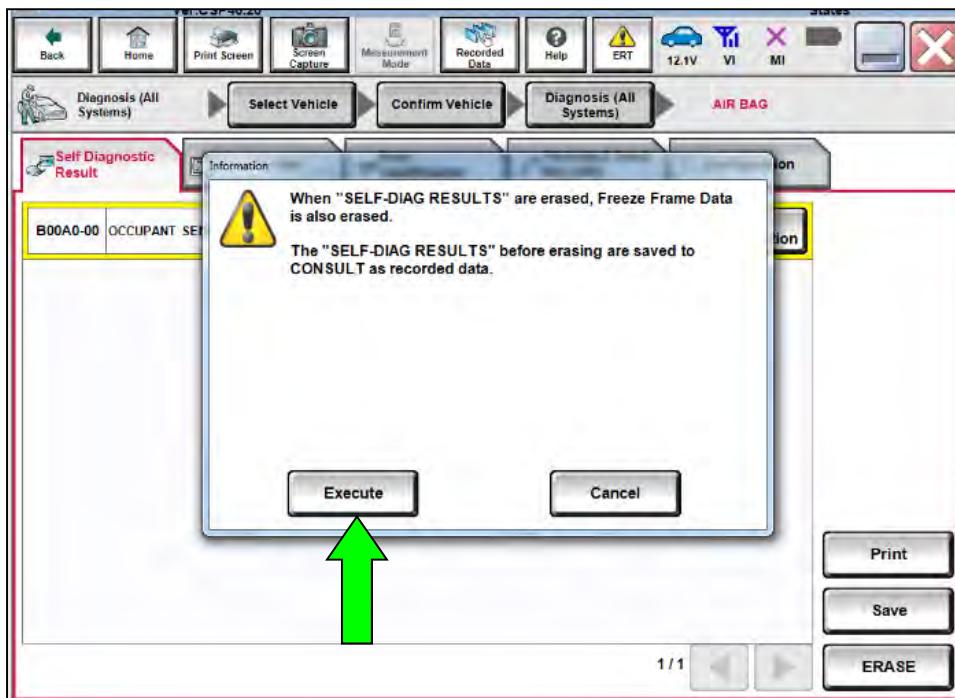 Back
Home
Print Screen
Screen
Capture
Measurement
Mode
Recorded
Data
Help
ERT
12.1V
VI
MI
Diagnosis (All
Systems)
Select Vehicle
Confirm Vehicle
Diagnosis (All
Systems)
AIR BAG
Self Diagnostic
Result
Information
When "SELF-DIAG RESULTS" are erased, Freeze Frame Data
is also erased.
The "SELF-DIAG RESULTS" before erasing are saved to
CONSULT as recorded data.
B00A0-00 OCCUPANT
Execute
Cancel
Print
Save
1/1
ERASE